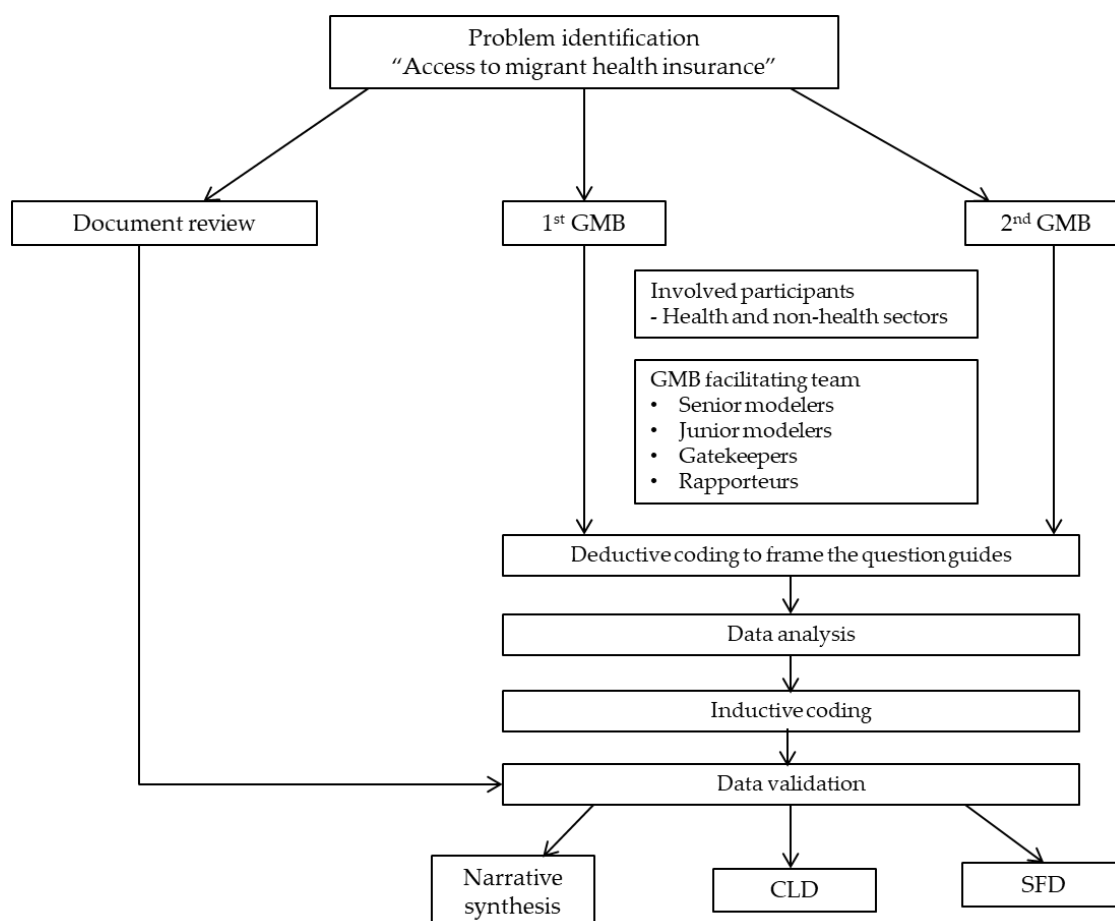 Problem identification
“Access to migrant health insurance”
Document review
1st GMB
2nd GMB
Involved participants
- Health and non-health sectors
GMB facilitating team
• Senior modelers
• Junior modelers
• Gatekeepers
• Rapporteurs
Deductive coding to frame the question guides
Data analysis
Inductive coding
Data validation
Narrative
synthesis
CLD
SFD